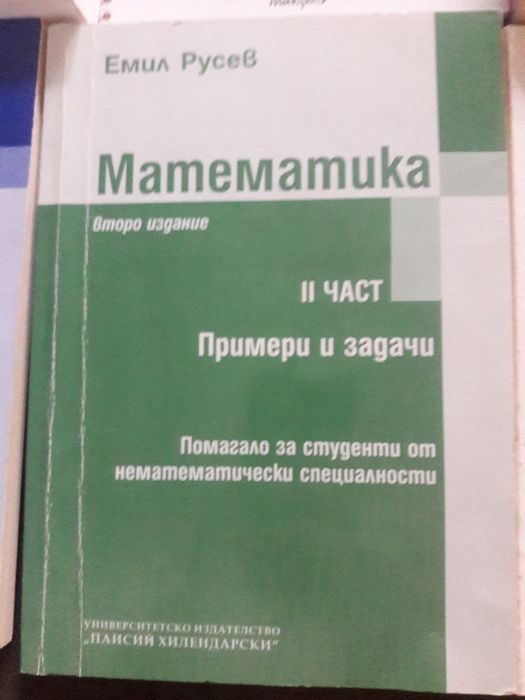 Емил Русев
Математика
второ издание
II ЧАСТ
Примери и задачи
Помагало за студенти от
нематематически специалности
УНИВЕРСИТЕТСКО ИЗДАТЕЛСТВО
„ПАИСИЙ ХИЛЕНДАРСКИ"